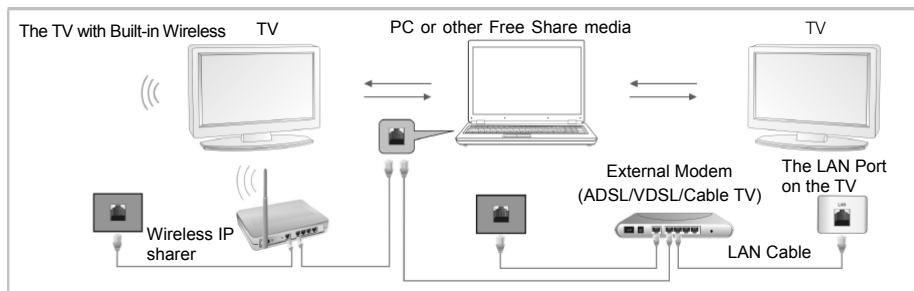 The TV with Built-in Wireless
TV
PC or other Free Share media
TV
External Modem
(ADSL/VDSL/Cable TV)
The LAN Port
on the TV
LAN
Wireless IP
sharer
LAN Cable